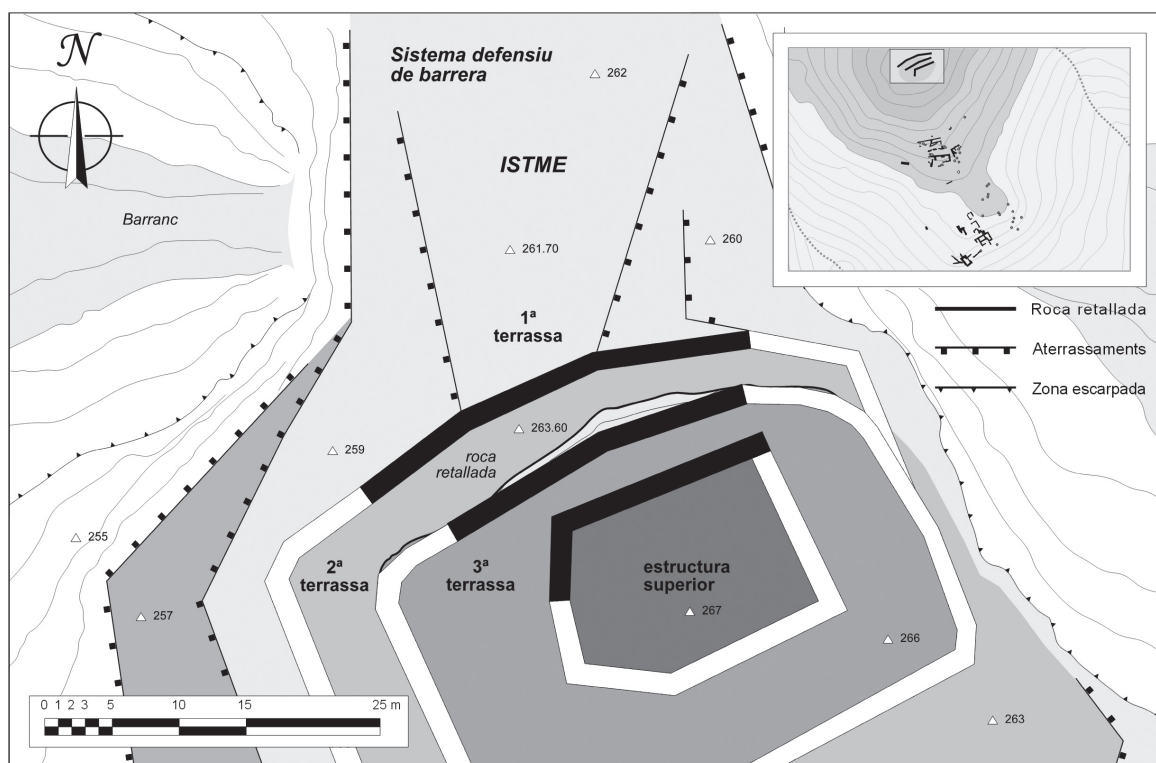 N
Sistema defensiu
de barrera
262
ISTME
Barranc
261.70
260
1ª
terrassa
Roca retallada
Aterrassaments
Zona escarpada
263.60
259
roca
retallada
255
2ª
terrassa
3ª
terrassa
estructura
superior
257
267
266
263
0 1 2 3 5 10 15 25 m